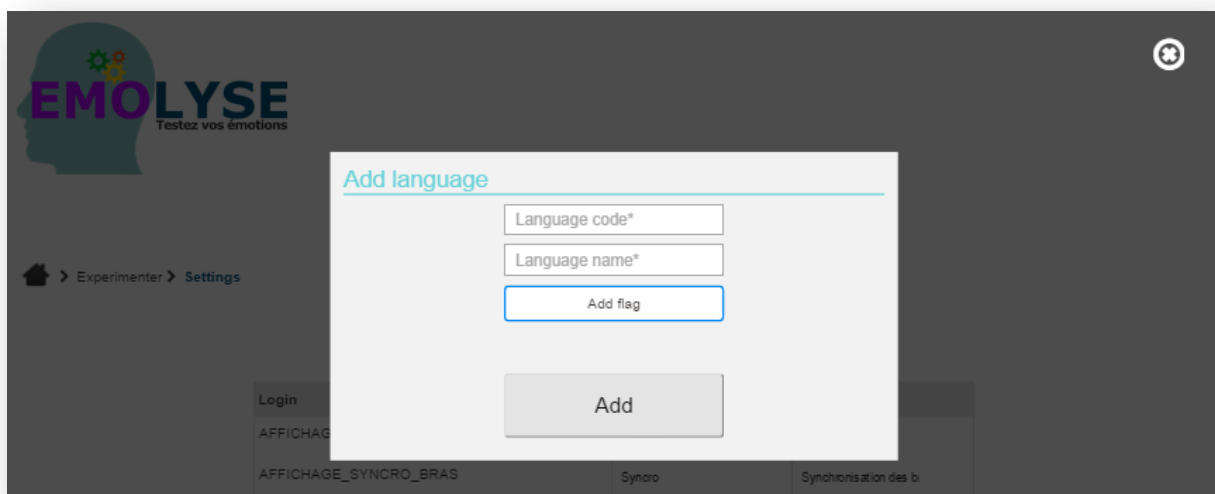 EMOLYSE
Testez vos émotions
Add language
Language code*
Language name*
Add flag
Add
Experimenter Settings
Login
AFFICHAG
AFFICHAGE_SYNCRO_BRAS Syncro Synchronisation des b